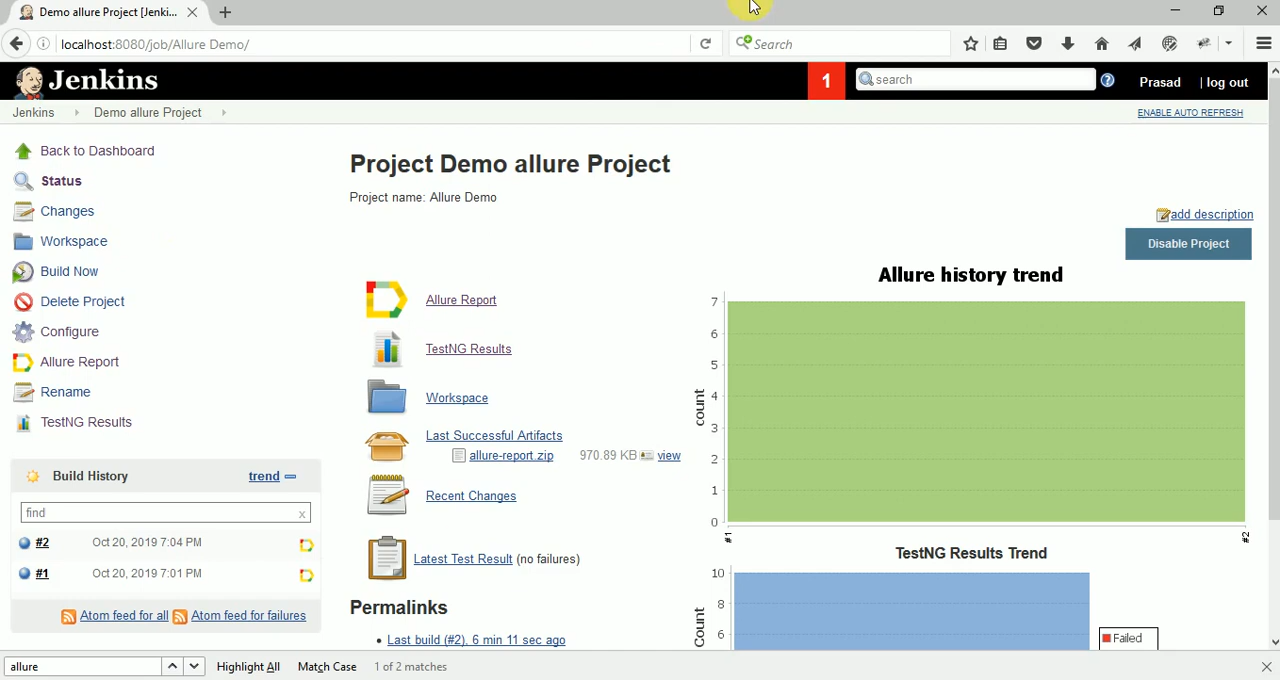 Demo allure Project [Jenki...
localhost:8080/job/Allure Demo/
Search
Jenkins
1
search
Prasad
| log out
Jenkins
Demo allure Project
ENABLE AUTO REFRESH
Back to Dashboard
Status
Changes
Workspace
Build Now
Delete Project
Configure
Allure Report
Rename
TestNG Results
Build History
trend
find
x
#2
Oct 20, 2019 7:04 PM
#1
Oct 20, 2019 7:01 PM
Atom feed for all
Atom feed for failures
Project Demo allure Project
Project name: Allure Demo
add description
Disable Project
Allure Report
TestNG Results
Workspace
Last Successful Artifacts
allure-report.zip
970.89 KB
view
Recent Changes
Latest Test Result (no failures)
Permalinks
Last build (#2), 6 min 11 sec ago
Allure history trend
count
7
6
5
4
3
2
1
0
#1
#2
TestNG Results Trend
Count
10
8
6
Failed
allure
Highlight All
Match Case
1 of 2 matches